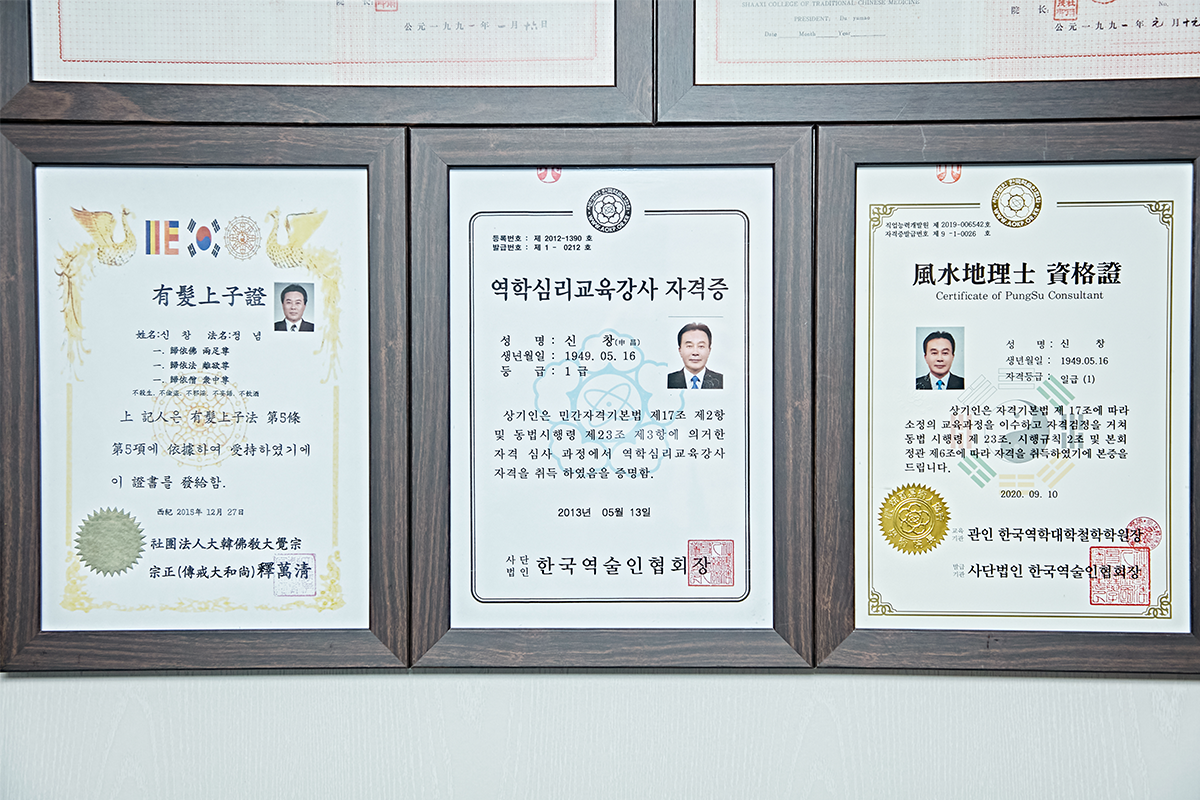 公元一九九一年一月十六日
SHAAXI COLLEGE OF TRADITIONAL CHINESE MEDICINE
PRESIDENT: Du yumao
Date Month Year
院 长:
公元一九九一年元月十六
有髮上子證
姓名:신 창 法名:정 념
一. 歸依佛 兩足尊
一. 歸依法 離欲尊
一. 歸依僧 衆中尊
不殺生, 不偸盜, 不邪淫, 不妄語, 不飮酒
上 記人은 有髮上子法 第5條
第5項에 依據하여 受持하였기에
이 證書를 發給함.
西紀 2015年 12月 27日
社團法人大韓佛敎大覺宗
宗正(傳戒大和尙)釋萬清
등록번호 : 제 2012-1390 호
발급번호 : 제 1 - 0212 호
역학심리교육강사 자격증
성 명 : 신 창(申 昌)
생년월일 : 1949. 05. 16
등 급 : 1 급
상기인은 민간자격기본법 제17조 제2항
및 동법시행령 제23조 제3항에 의거한
자격 심사 과정에서 역학심리교육강사
자격을 취득 하였음을 증명함.
2013년 05월 13일
사단법인 한국역술인협회장
직업능력개발원 제 2019-006542호
자격증발급번호 제 9 -1-0026 호
風水地理士 資格證
Certificate of PungSu Consultant
성 명 : 신 창
생년월일 : 1949.05.16
자격등급 : 일급 (1)
상기인은 자격기본법 제 17조에 따라
소정의 교육과정을 이수하고 자격검정을 거쳐
동법 시행령 제 23조, 시행규칙 2조 및 본회
정관 제6조에 따라 자격을 취득하였기에 본증을
드립니다.
2020. 09. 10
교육기관 관인 한국역학대학철학학원장
발급기관 사단법인 한국역술인협회장